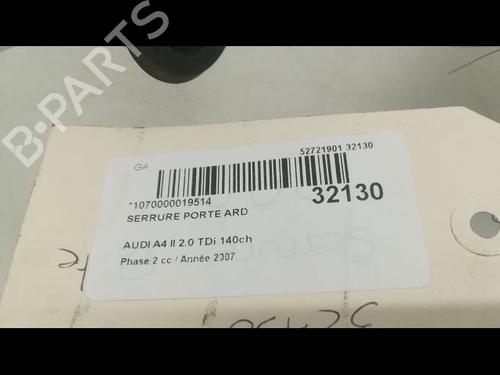 B-PARTS
GA
52721901 32130
*1070000019514
32130
SERRURE PORTE ARD
AUDI A4 II 2.0 TDi 140ch
Phase 2 cc / Année 2007